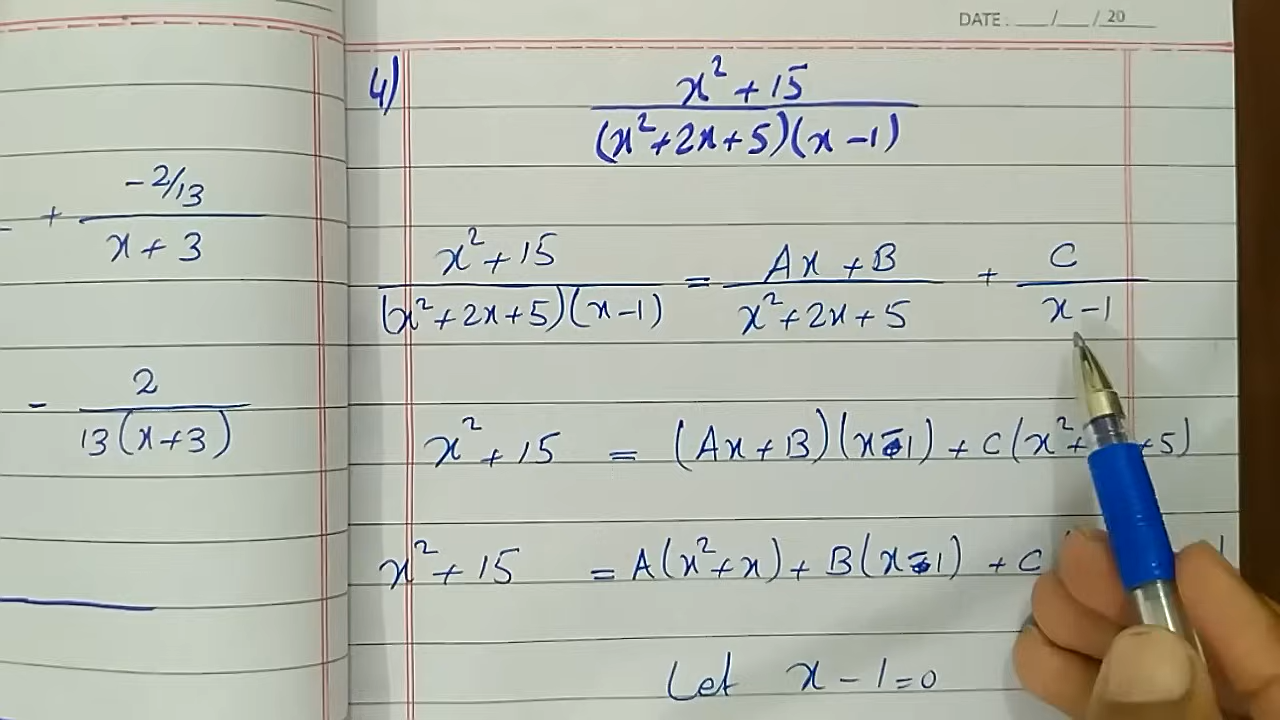 DATE : ___/___/ 20___
+ -2/13 / x + 3
- 2 / 13(x+3)
4) x² + 15 / (x²+2x+5)(x-1)
x²+15 / (x²+2x+5)(x-1) = Ax + B / x²+2x+5 + C / x-1
x²+15 = (Ax+B)(x-1) + C(x²+ +5)
x²+15 = A(x²+x) + B(x-1) + C
Let x - 1 = 0